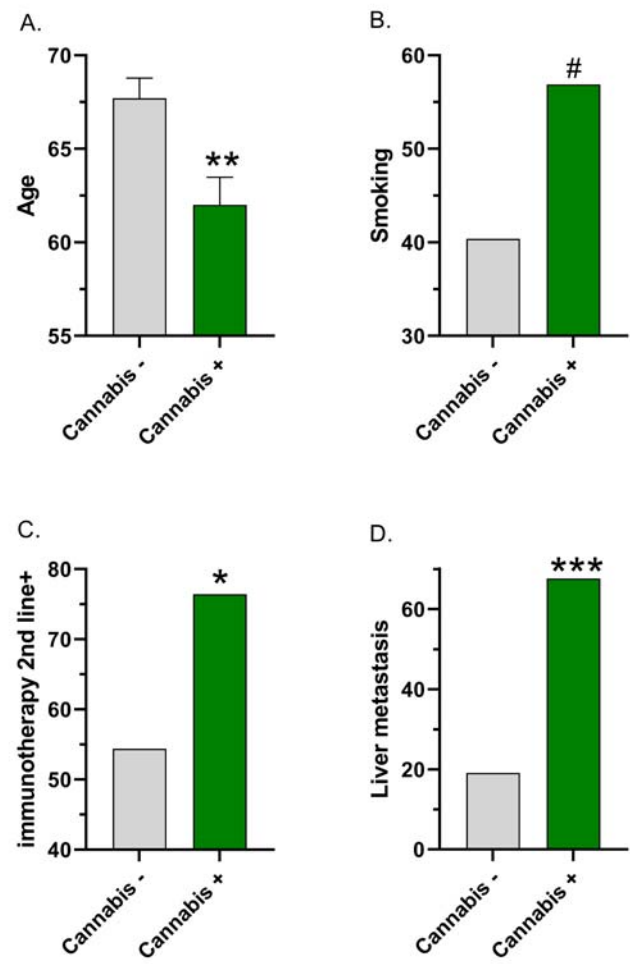 A.
70
65
60
55
Age
**
Cannabis -
Cannabis +
B.
60
50
40
30
Smoking
#
Cannabis -
Cannabis +
C.
80
70
60
50
40
immunotherapy 2nd line+
*
Cannabis -
Cannabis +
D.
60
40
20
0
Liver metastasis
***
Cannabis -
Cannabis +